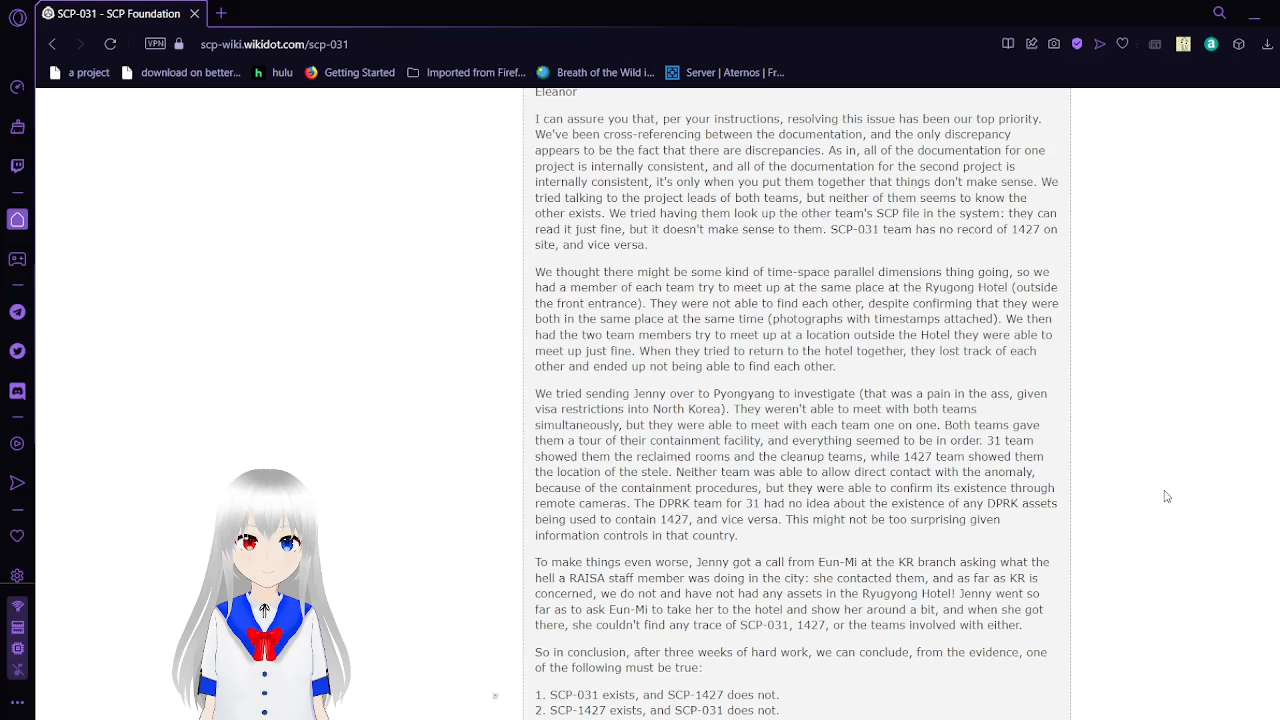 SCP-031 - SCP Foundation
VPN
scp-wiki.wikidot.com/scp-031
a project
download on better...
h hulu
Getting Started
Imported from Firef...
Breath of the Wild i...
Server | Aternos | Fr...
Eleanor
I can assure you that, per your instructions, resolving this issue has been our top priority.
We've been cross-referencing between the documentation, and the only discrepancy
appears to be the fact that there are discrepancies. As in, all of the documentation for one
project is internally consistent, and all of the documentation for the second project is
internally consistent, it's only when you put them together that things don't make sense. We
tried talking to the project leads of both teams, but neither of them seems to know the
other exists. We tried having them look up the other team's SCP file in the system: they can
read it just fine, but it doesn't make sense to them. SCP-031 team has no record of 1427 on
site, and vice versa.
We thought there might be some kind of time-space parallel dimensions thing going, so we
had a member of each team try to meet up at the same place at the Ryugong Hotel (outside
the front entrance). They were not able to find each other, despite confirming that they were
both in the same place at the same time (photographs with timestamps attached). We then
had the two team members try to meet up at a location outside the Hotel they were able to
meet up just fine. When they tried to return to the hotel together, they lost track of each
other and ended up not being able to find each other.
We tried sending Jenny over to Pyongyang to investigate (that was a pain in the ass, given
visa restrictions into North Korea). They weren't able to meet with both teams
simultaneously, but they were able to meet with each team one on one. Both teams gave
them a tour of their containment facility, and everything seemed to be in order. 31 team
showed them the reclaimed rooms and the cleanup teams, while 1427 team showed them
the location of the stele. Neither team was able to allow direct contact with the anomaly,
because of the containment procedures, but they were able to confirm its existence through
remote cameras. The DPRK team for 31 had no idea about the existence of any DPRK assets
being used to contain 1427, and vice versa. This might not be too surprising given
information controls in that country.
To make things even worse, Jenny got a call from Eun-Mi at the KR branch asking what the
hell a RAISA staff member was doing in the city: she contacted them, and as far as KR is
concerned, we do not and have not had any assets in the Ryugyong Hotel! Jenny went so
far as to ask Eun-Mi to take her to the hotel and show her around a bit, and when she got
there, she couldn't find any trace of SCP-031, 1427, or the teams involved with either.
So in conclusion, after three weeks of hard work, we can conclude, from the evidence, one
of the following must be true:
1. SCP-031 exists, and SCP-1427 does not.
2. SCP-1427 exists, and SCP-031 does not.